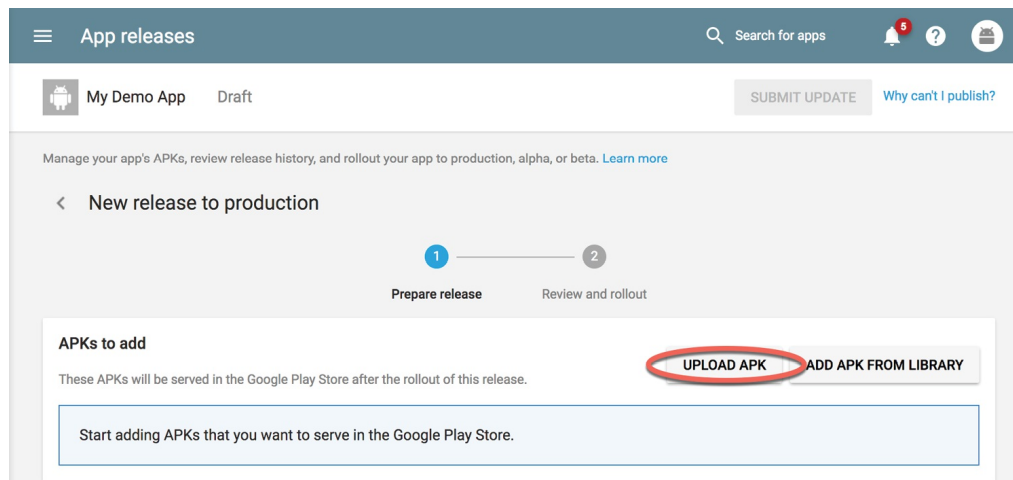 App releases
Search for apps
5
?
My Demo App
Draft
SUBMIT UPDATE
Why can't I publish?
Manage your app's APKs, review release history, and rollout your app to production, alpha, or beta. Learn more
New release to production
1
2
Prepare release
Review and rollout
APKs to add
UPLOAD APK
ADD APK FROM LIBRARY
These APKs will be served in the Google Play Store after the rollout of this release.
Start adding APKs that you want to serve in the Google Play Store.